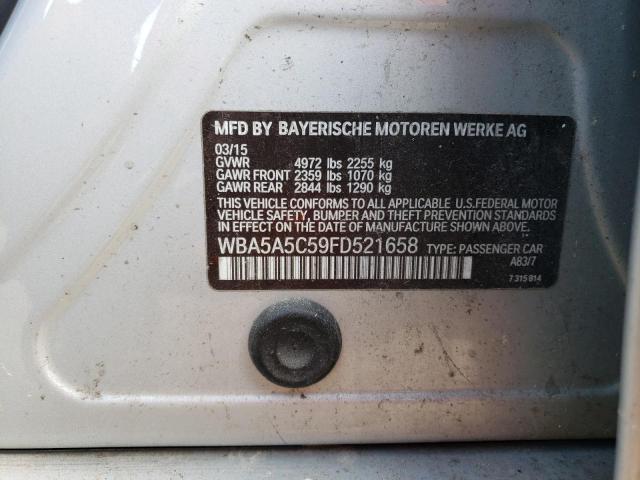 MFD BY BAYERISCHE MOTOREN WERKE AG
03/15
GVWR 4972 lbs 2255 kg
GAWR FRONT 2359 lbs 1070 kg
GAWR REAR 2844 lbs 1290 kg
THIS VEHICLE CONFORMS TO ALL APPLICABLE U.S.FEDERAL MOTOR
VEHICLE SAFETY, BUMPER AND THEFT PREVENTION STANDARDS
IN EFFECT ON THE DATE OF MANUFACTURE SHOWN ABOVE.
WBA5A5C59FD521658 TYPE: PASSENGER CAR
A83/7
7 315 814